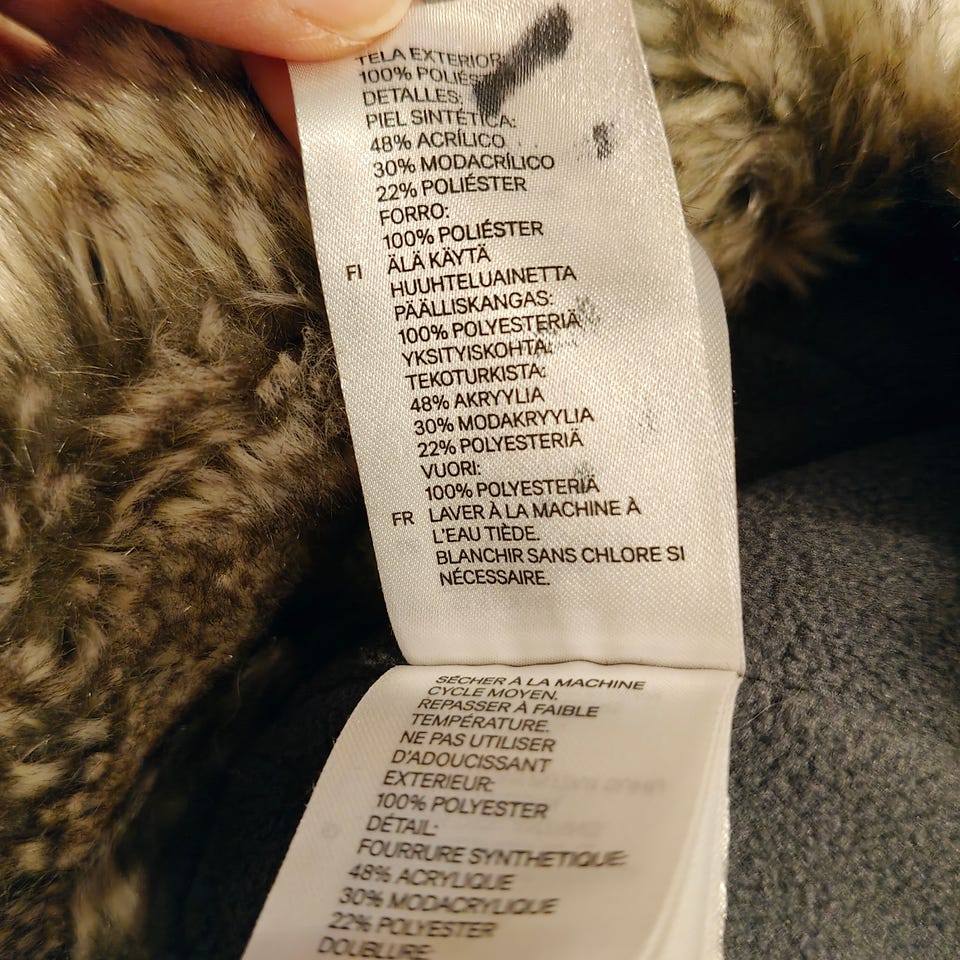 TELA EXTERIOR
100%
DETALLES:
PIEL SINTÉTICA:
48% ACRÍLICO
30% MODACRÍLICO
22% POLIÉSTER
FORRO:
100% POLIÉSTER
FI ÄLÄ KÄYTÄ
HUUHTELUAINETTA
PÄÄLLISKANGAS:
100% POLYESTERIÄ
YKSITYISKOHTA:
TEKOTURKISTA:
48% AKRYYLIA
30% MODAKRYYLIA
22% POLYESTERIÄ
VUORI:
100% POLYESTERIÄ
FR LAVER À LA MACHINE À
L'EAU TIÈDE.
BLANCHIR SANS CHLORE SI
NÉCESSAIRE.
SÉCHER À LA MACHINE
CYCLE MOYEN.
REPASSER À FAIBLE
TEMPÉRATURE.
NE PAS UTILISER
D'ADOUCISSANT
EXTERIEUR:
100% POLYESTER
DÉTAIL:
FOURRURE SYNTHETIQUE:
48% ACRYLIQUE
30% MODACRYLIQUE
22% POLYESTER
DOUBLURE